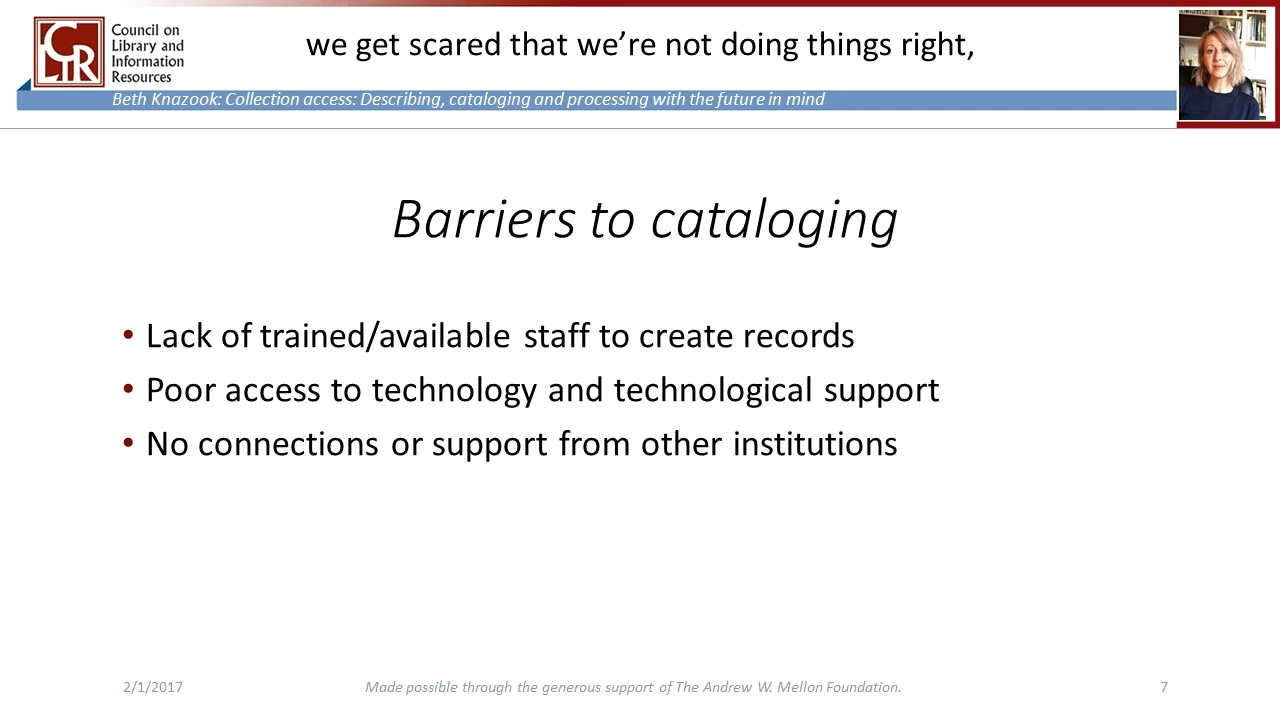 CLIR
Council on
Library and
Information
Resources
we get scared that we’re not doing things right,
Beth Knazook: Collection access: Describing, cataloging and processing with the future in mind
Barriers to cataloging
• Lack of trained/available staff to create records
• Poor access to technology and technological support
• No connections or support from other institutions
2/1/2017
Made possible through the generous support of The Andrew W. Mellon Foundation.
7